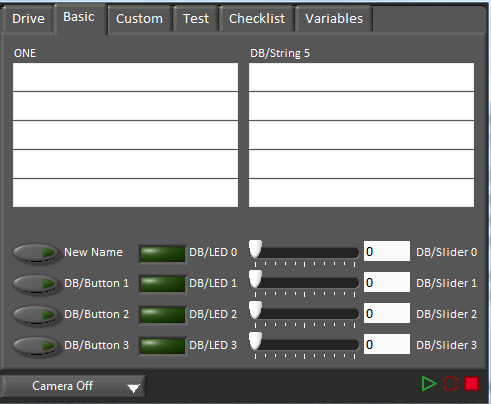 Drive Basic Custom Test Checklist Variables
ONE DB/String 5
New Name DB/LED 0 0 DB/Slider 0
DB/Button 1 DB/LED 1 0 DB/Slider 1
DB/Button 2 DB/LED 2 0 DB/Slider 2
DB/Button 3 DB/LED 3 0 DB/Slider 3
Camera Off